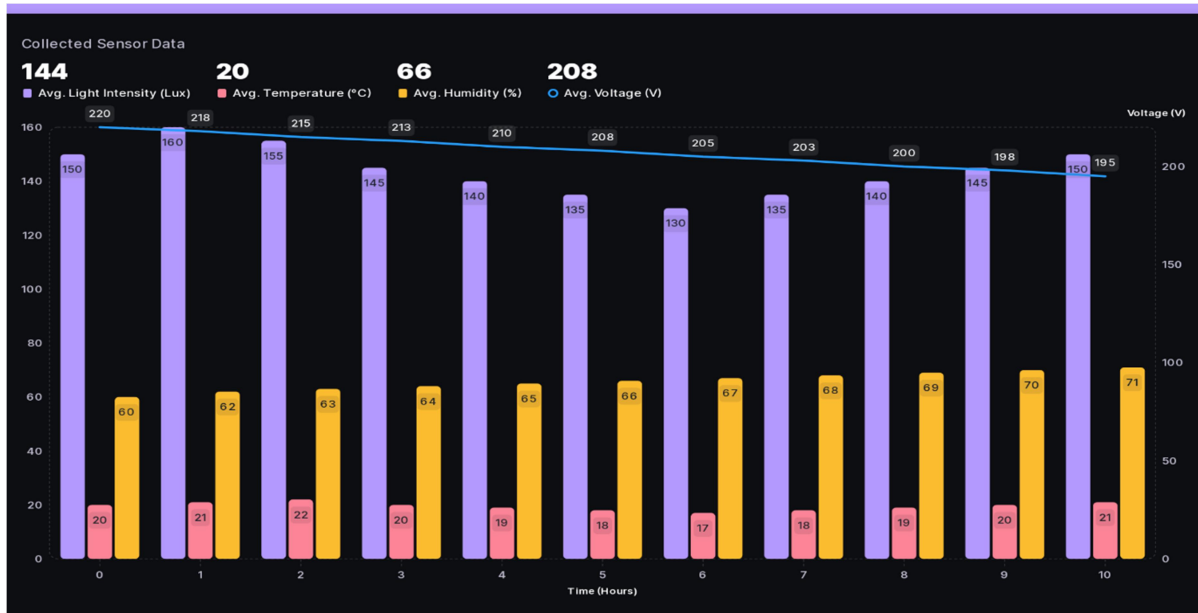 Collected Sensor Data
144 20 66 208
Avg. Light Intensity (Lux) Avg. Temperature (°C) Avg. Humidity (%) Avg. Voltage (V)
Voltage (V)
220 218 215 213 210 208 205 203 200 198 195
160
140
120
100
80
60
40
20
0
200
150
100
50
0
150 160 155 145 140 135 130 135 140 145 150
60 62 63 64 65 66 67 68 69 70 71
20 21 22 20 19 18 17 18 19 20 21
0 1 2 3 4 5 6 7 8 9 10
Time (Hours)